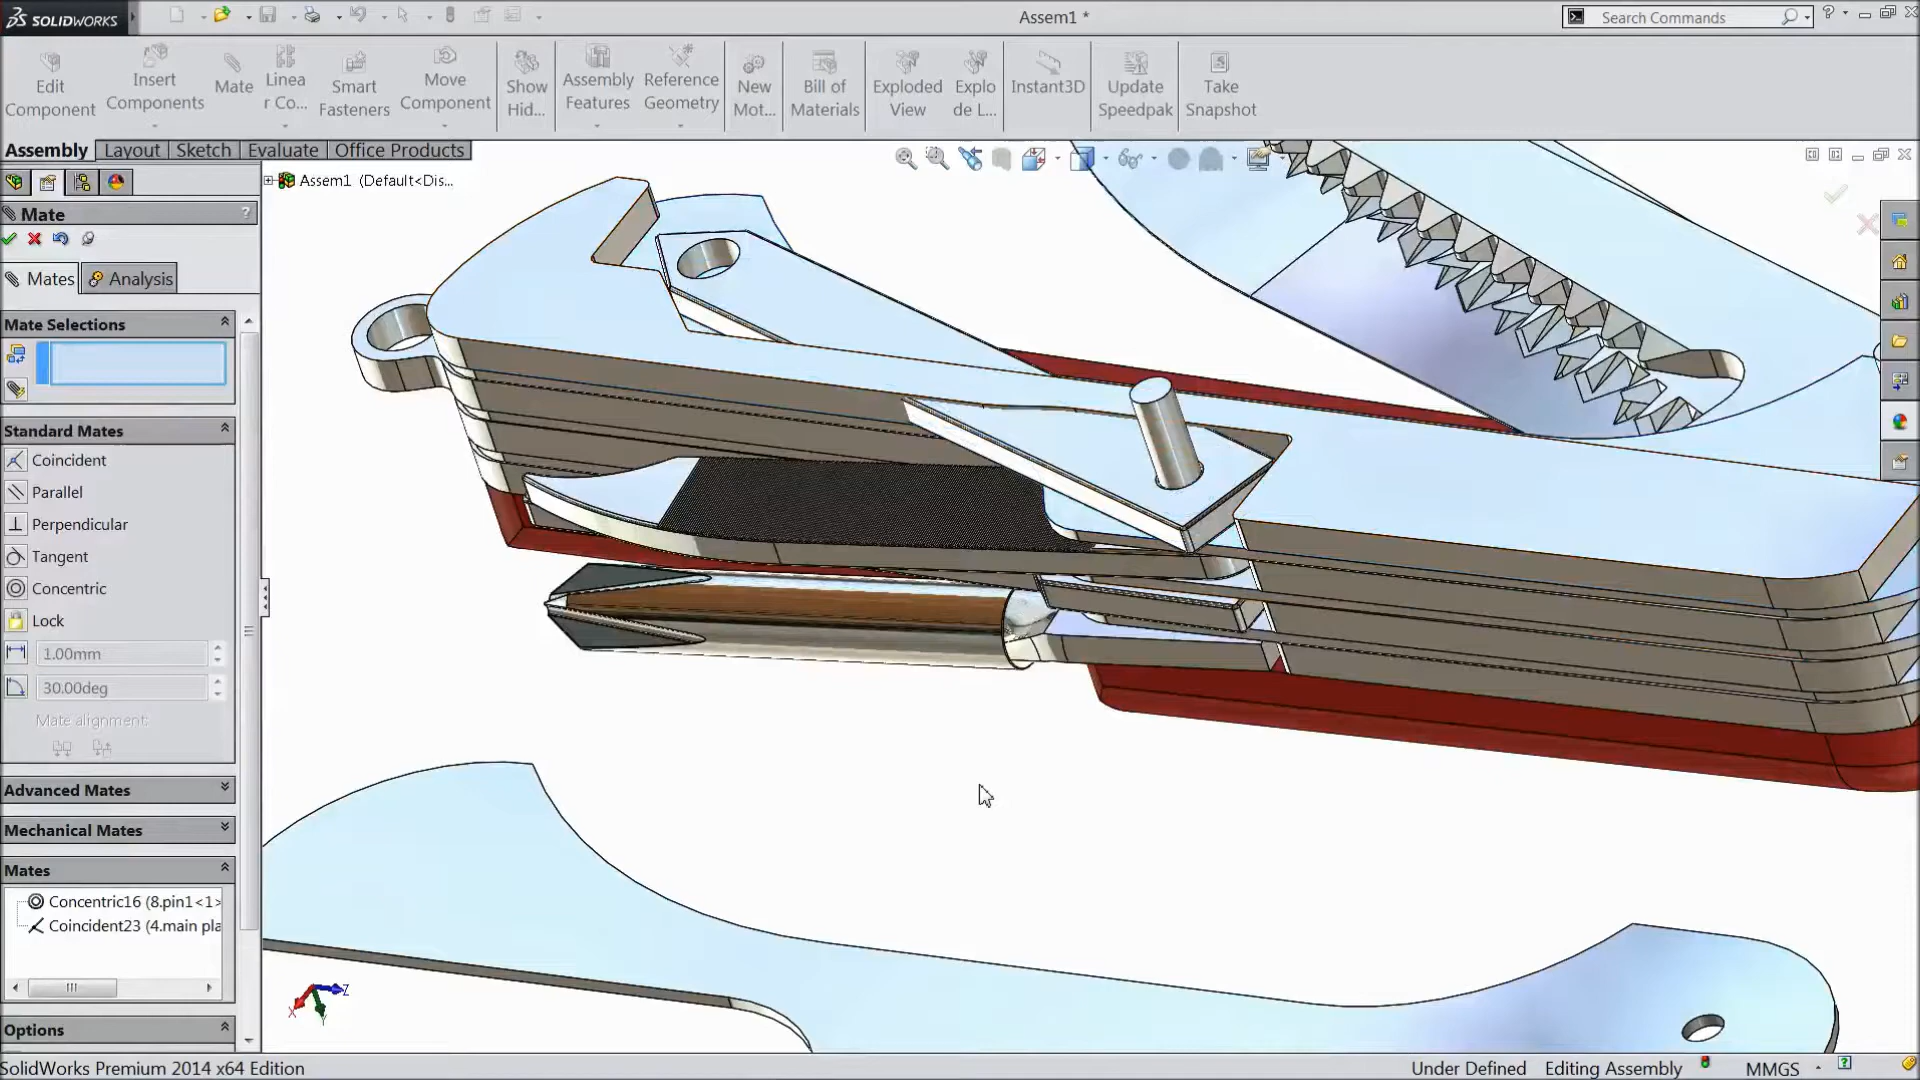 SOLIDWORKS
Assem1 *
Search Commands
?
Edit Component
Insert Components
Mate
Linea r Co...
Smart Fasteners
Move Component
Show Hid...
Assembly Features
Reference Geometry
New Mot...
Bill of Materials
Exploded View
Explo de L...
Instant3D
Update Speedpak
Take Snapshot
Assembly
Layout
Sketch
Evaluate
Office Products
Assem1 (Default<Dis...
Mate
?
Mates
Analysis
Mate Selections
Standard Mates
Coincident
Parallel
Perpendicular
Tangent
Concentric
Lock
1.00mm
30.00deg
Mate alignment:
Advanced Mates
Mechanical Mates
Mates
Concentric16 (8.pin1<1>
Coincident23 (4.main pla
Options
X
Y
Z
SolidWorks Premium 2014 x64 Edition
Under Defined
Editing Assembly
MMGS
?